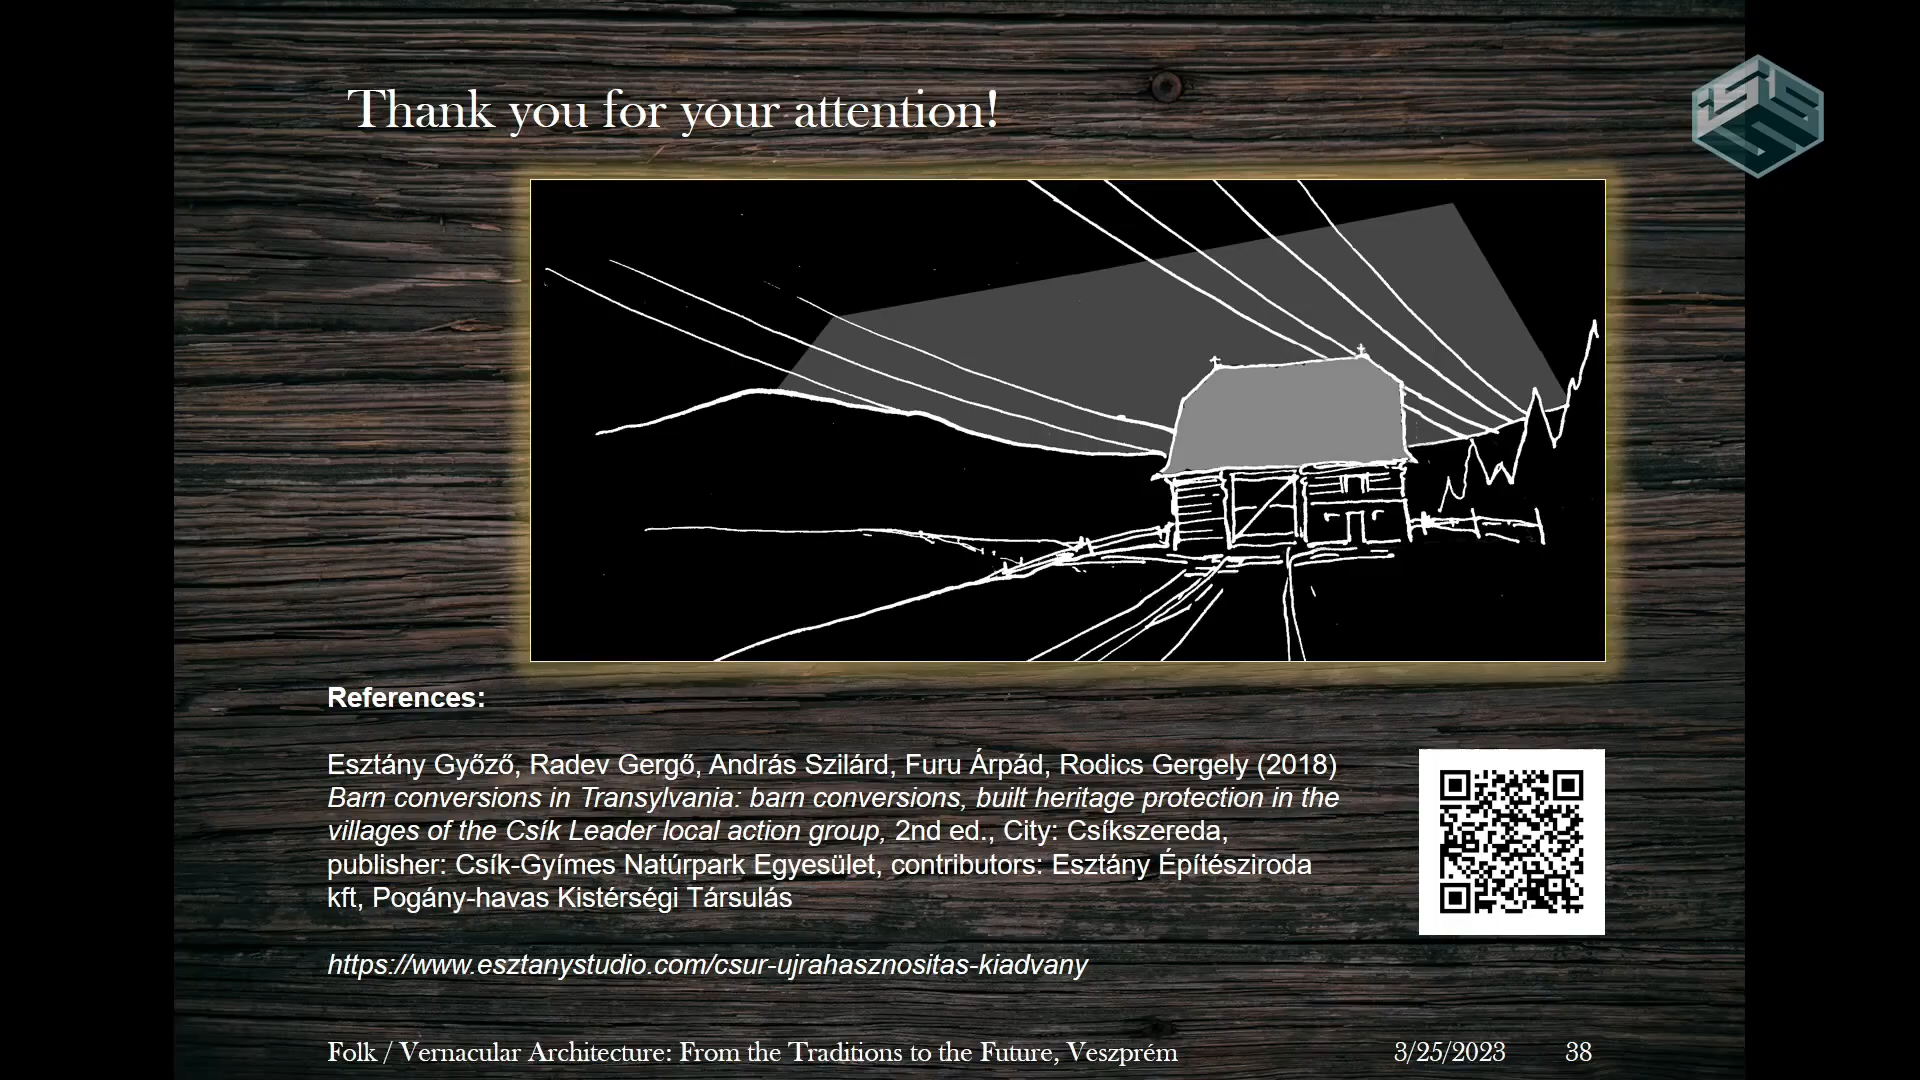 Thank you for your attention!
References:
Esztány Győző, Radev Gergő, András Szilárd, Furu Árpád, Rodics Gergely (2018)
Barn conversions in Transylvania: barn conversions, built heritage protection in the
villages of the Csík Leader local action group, 2nd ed., City: Csíkszereda,
publisher: Csík-Gyímes Natúrpark Egyesület, contributors: Esztány Építésziroda
kft, Pogány-havas Kistérségi Társulás
https://www.esztanystudio.com/csur-ujrahasznositas-kiadvany
Folk / Vernacular Architecture: From the Traditions to the Future, Veszprém 3/25/2023 38